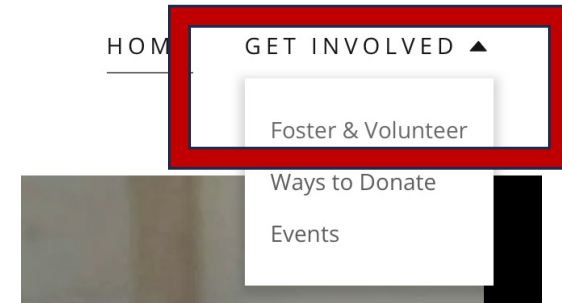 HOM GET INVOLVED ▲
Foster & Volunteer
Ways to Donate
Events